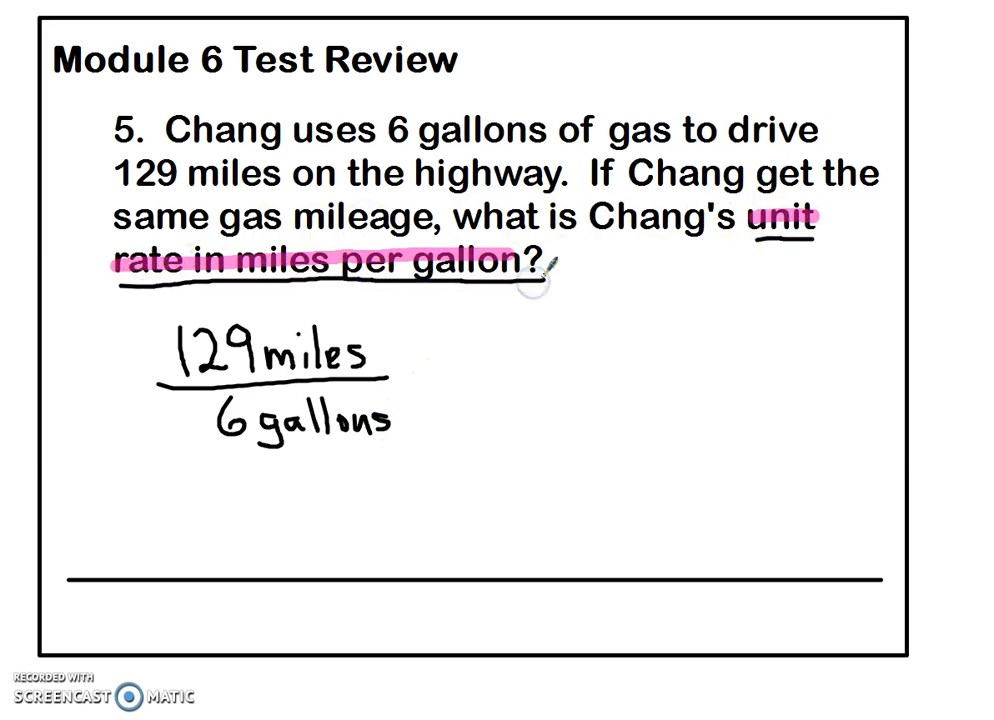 Module 6 Test Review
5. Chang uses 6 gallons of gas to drive
129 miles on the highway. If Chang get the
same gas mileage, what is Chang's unit
rate in miles per gallon?
129 miles
6 gallons
RECORDED WITH
SCREENCAST MATIC